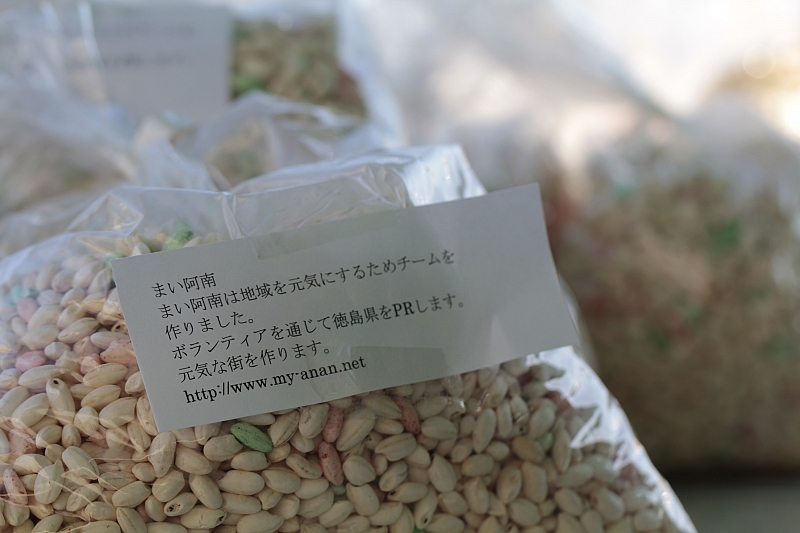 まい阿南
まい阿南は地域を元気にするためチームを
作りました。
ボランティアを通じて徳島県をPRします。
元気な街を作ります。
http://www.my-anan.net